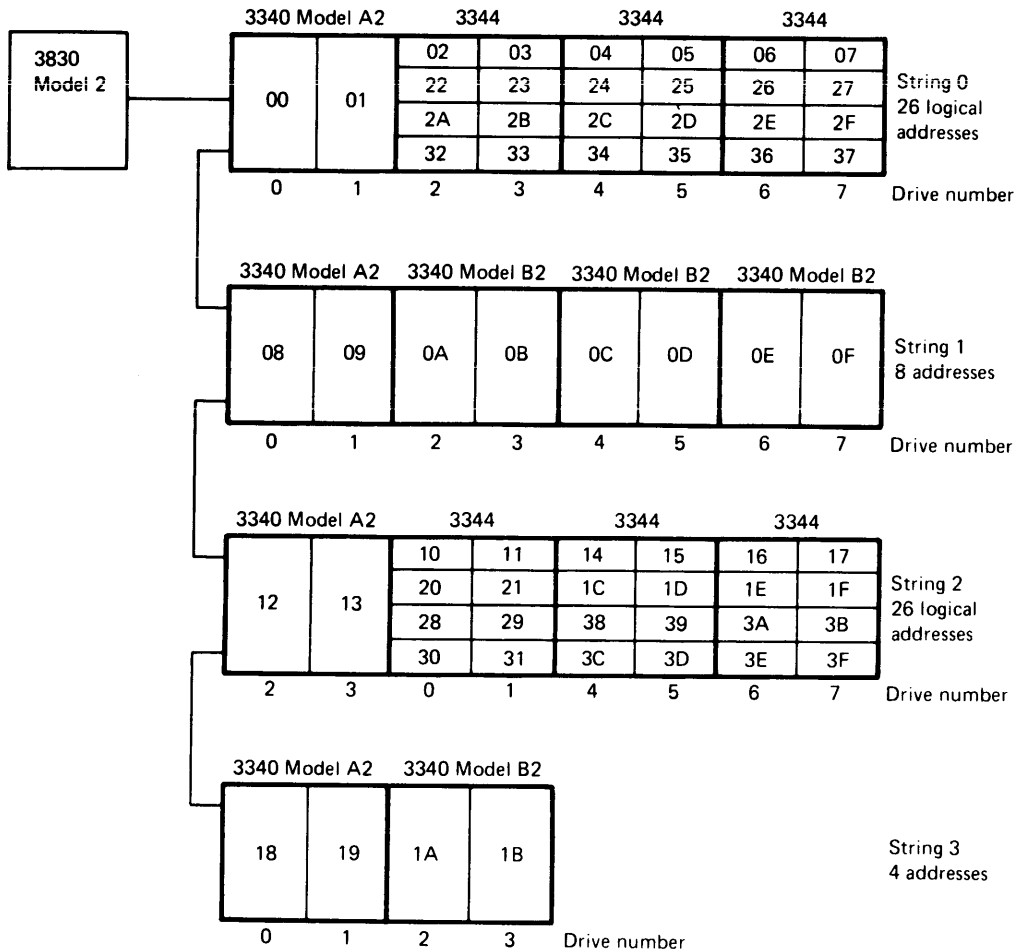 3830
Model 2
3340 Model A2 3344 3344 3344
02 03 04 05 06 07
22 23 24 25 26 27
00 01
2A 2B 2C 2D 2E 2F
32 33 34 35 36 37
String 0
26 logical
addresses
0 1 2 3 4 5 6 7 Drive number
3340 Model A2 3340 Model B2 3340 Model B2 3340 Model B2
08 09 0A 0B 0C 0D 0E 0F
String 1
8 addresses
0 1 2 3 4 5 6 7 Drive number
3340 Model A2 3344 3344 3344
10 11 14 15 16 17
20 21 1C 1D 1E 1F
12 13
28 29 38 39 3A 3B
30 31 3C 3D 3E 3F
String 2
26 logical
addresses
2 3 0 1 4 5 6 7 Drive number
3340 Model A2 3340 Model B2
18 19 1A 1B
String 3
4 addresses
0 1 2 3 Drive number